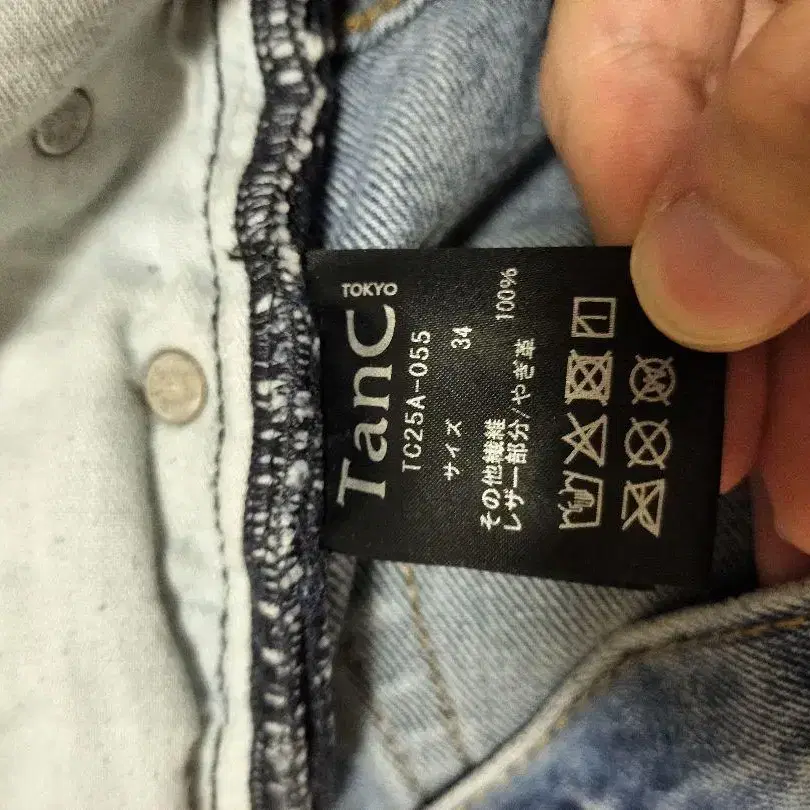 TanC
TOKYO
TC25A-055
サイズ 34
その他繊維 100%
レザー部分/やぎ革